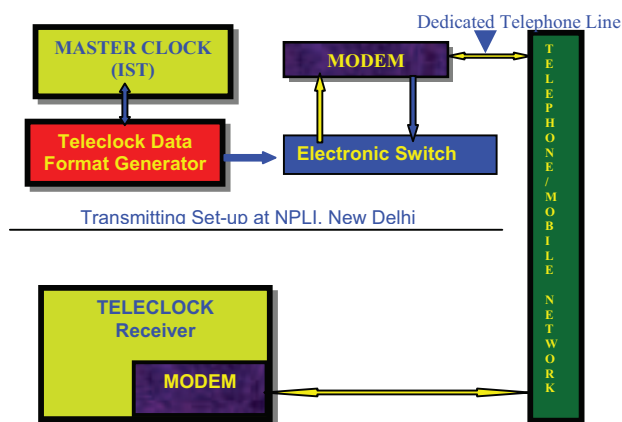 Dedicated Telephone Line
MASTER CLOCK
(IST)
MODEM
Teleclock Data
Format Generator
Electronic Switch
Transmitting Set-up at NPLI, New Delhi
TELEPHONE/MOBILE NETWORK
TELECLOCK
Receiver
MODEM